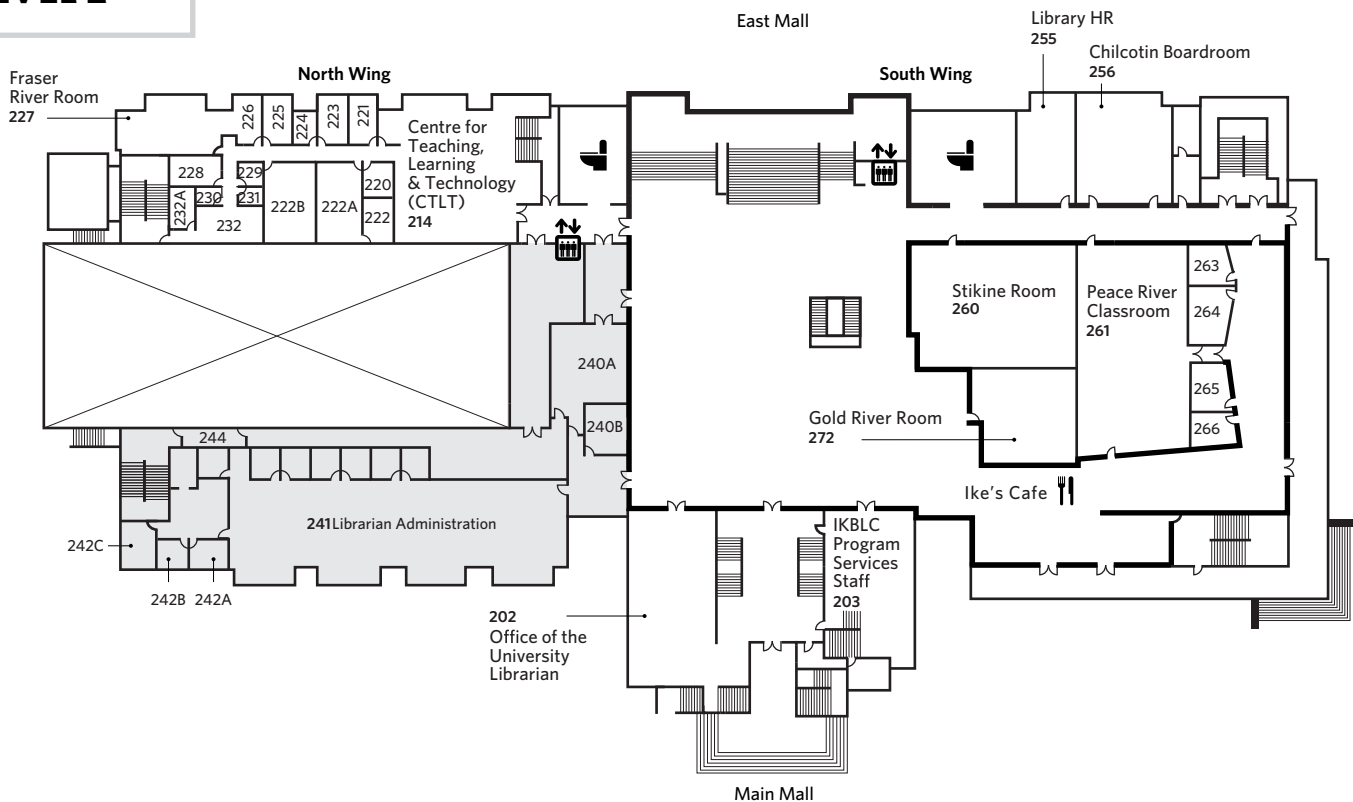 East Mall
Library HR
255
Chilcotin Boardroom
256
North Wing
South Wing
Fraser
River Room
227
226
225
224
223
221
Centre for
Teaching,
Learning
& Technology
(CTLT)
214
228
229
230
231
232A
232
222B
222A
220
222
263
264
265
266
Stikine Room
260
Peace River
Classroom
261
240A
240B
Gold River Room
272
244
Ike's Cafe
241 Librarian Administration
242C
242B
242A
IKBLC
Program
Services
Staff
203
202
Office of the
University
Librarian
Main Mall